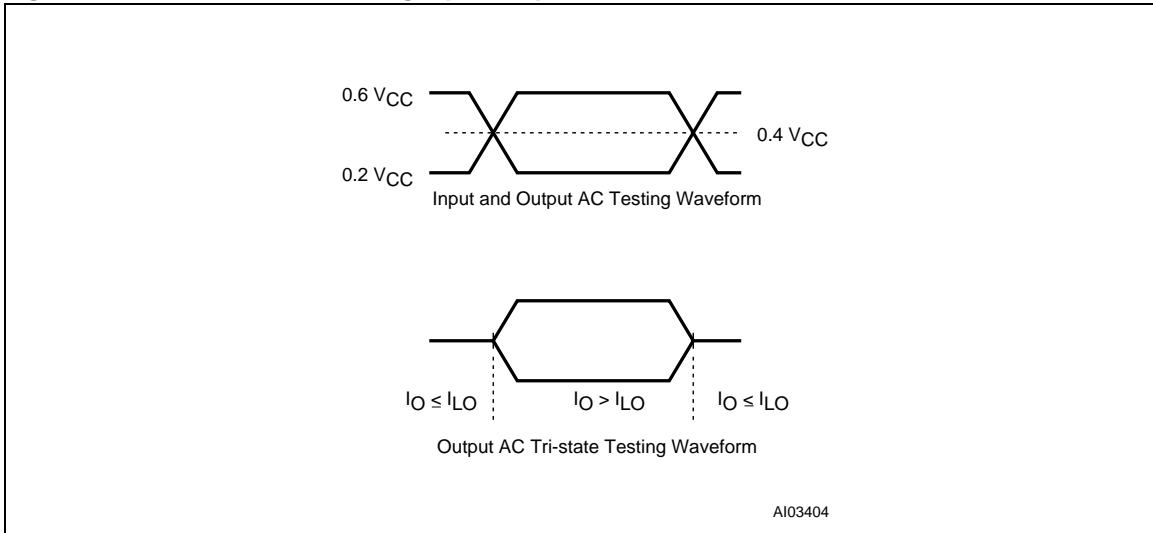 0.6 VCC
0.4 VCC
0.2 VCC
Input and Output AC Testing Waveform
IO ≤ ILO IO > ILO IO ≤ ILO
Output AC Tri-state Testing Waveform
AI03404